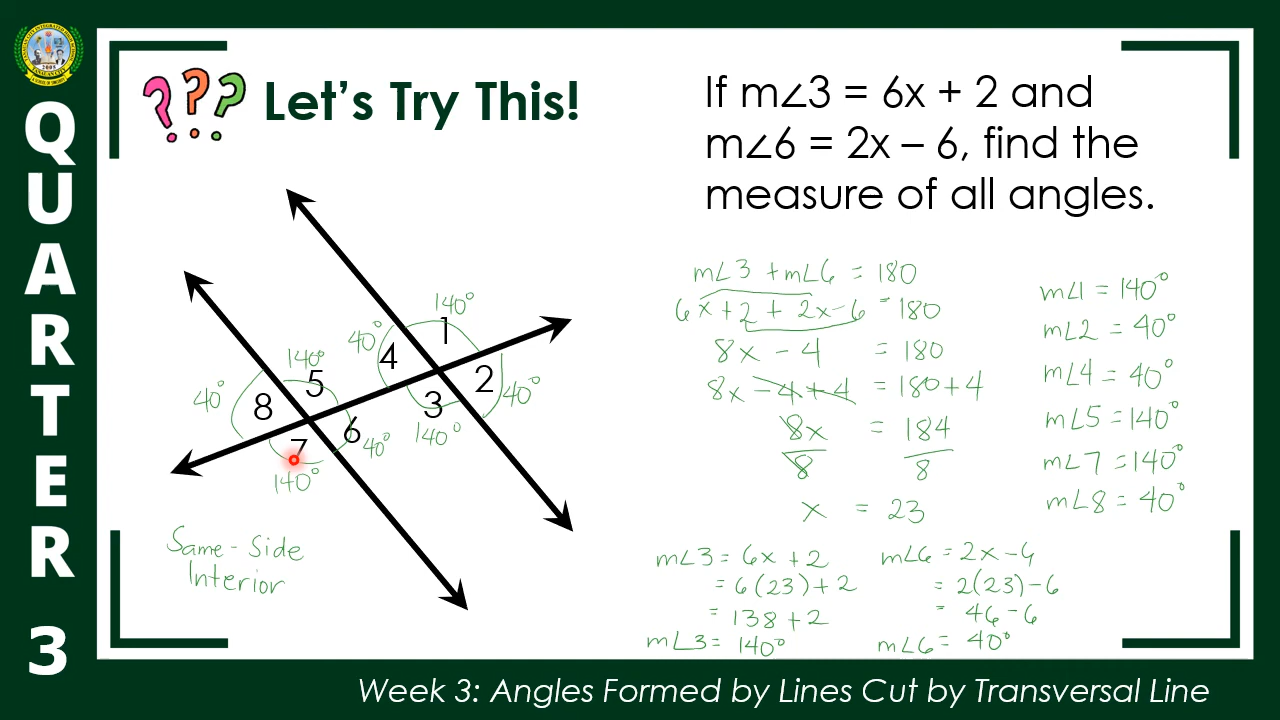 QUARTER 3
Let's Try This!
If m∠3 = 6x + 2 and
m∠6 = 2x – 6, find the
measure of all angles.
140°
1
40°
4
2
40°
3
140°
140°
5
40°
8
6
40°
7
140°
Same-Side
Interior
m∠3 + m∠6 = 180
6x + 2 + 2x - 6 = 180
8x - 4 = 180
8x - 4 + 4 = 180 + 4
8x = 184
8 8
x = 23
m∠3 = 6x + 2
= 6(23) + 2
= 138 + 2
m∠3 = 140°
m∠6 = 2x - 6
= 2(23) - 6
= 46 - 6
m∠6 = 40°
m∠1 = 140°
m∠2 = 40°
m∠4 = 40°
m∠5 = 140°
m∠7 = 140°
m∠8 = 40°
Week 3: Angles Formed by Lines Cut by Transversal Line